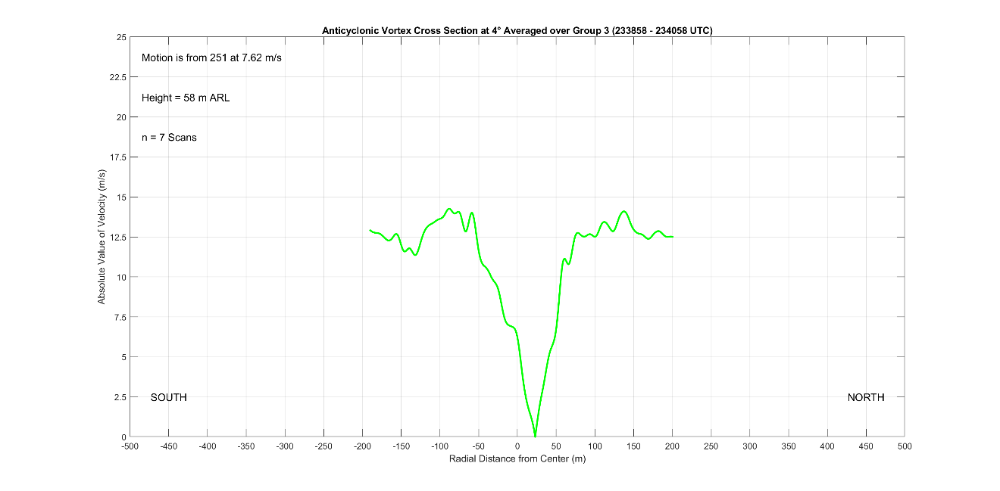 Anticyclonic Vortex Cross Section at 4° Averaged over Group 3 (233858 - 234058 UTC)
25
Motion is from 251 at 7.62 m/s
22.5
Height = 58 m ARL
20
n = 7 Scans
17.5
15
12.5
10
7.5
5
2.5
0
Absolute Value of Velocity (m/s)
SOUTH
NORTH
-500 -450 -400 -350 -300 -250 -200 -150 -100 -50 0 50 100 150 200 250 300 350 400 450 500
Radial Distance from Center (m)